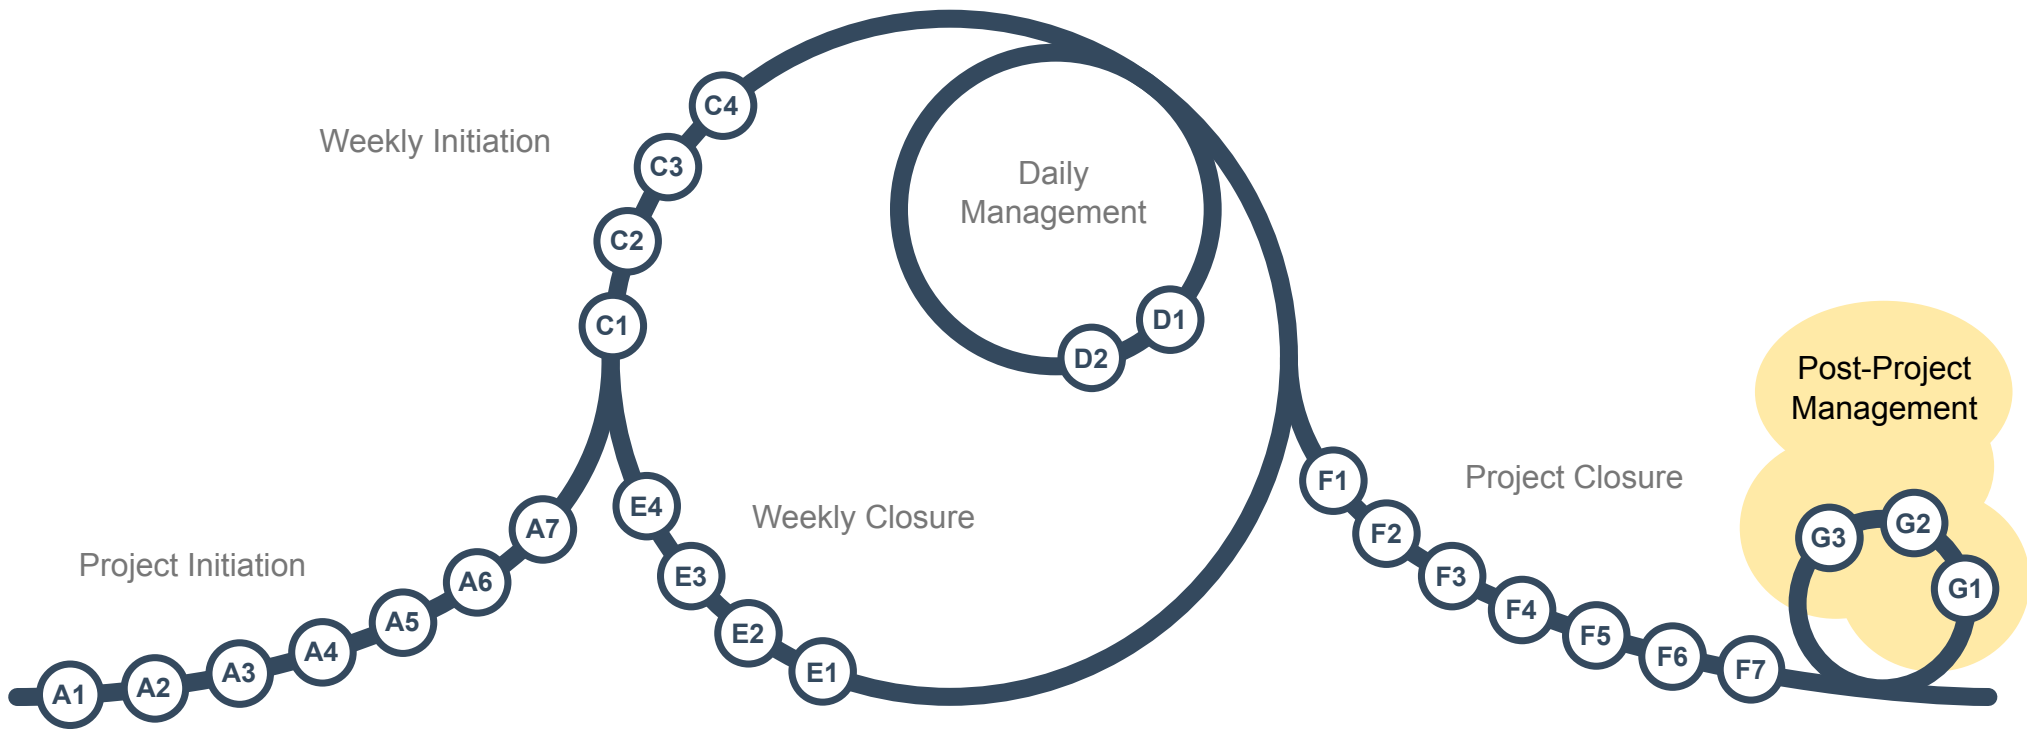 Project Initiation
A1
A2
A3
A4
A5
A6
A7
Weekly Initiation
C1
C2
C3
C4
Daily
Management
D1
D2
Weekly Closure
E1
E2
E3
E4
Project Closure
F1
F2
F3
F4
F5
F6
F7
Post-Project
Management
G1
G2
G3